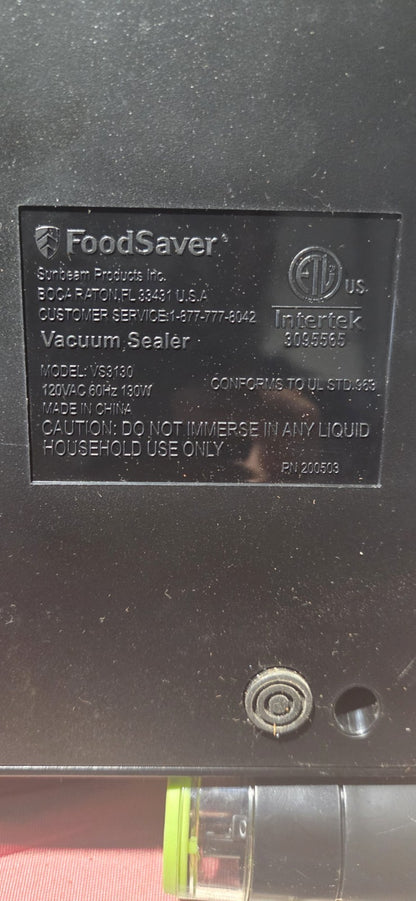 FoodSaver®
Sunbeam Products Inc.
BOCA RATON, FL 33431 U.S.A
CUSTOMER SERVICE:1-877-777-8042
Vacuum Sealer
ETL
US
Intertek
3095565
MODEL: VS3130
120VAC 60Hz 130W
CONFORMS TO UL STD.963
MADE IN CHINA
CAUTION: DO NOT IMMERSE IN ANY LIQUID
HOUSEHOLD USE ONLY
PN 200503